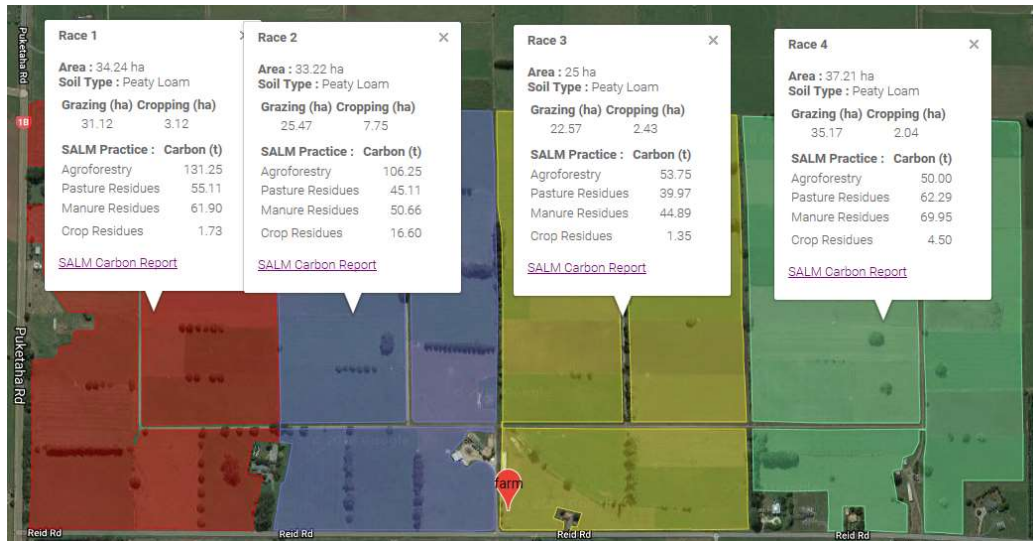 Puketaha Rd
1B
Puketaha Rd
Race 1
Area : 34.24 ha
Soil Type : Peaty Loam
Grazing (ha) Cropping (ha)
31.12 3.12
SALM Practice : Carbon (t)
Agroforestry 131.25
Pasture Residues 55.11
Manure Residues 61.90
Crop Residues 1.73
SALM Carbon Report
Race 2
Area : 33.22 ha
Soil Type : Peaty Loam
Grazing (ha) Cropping (ha)
25.47 7.75
SALM Practice : Carbon (t)
Agroforestry 106.25
Pasture Residues 45.11
Manure Residues 50.66
Crop Residues 16.60
SALM Carbon Report
Race 3
Area : 25 ha
Soil Type : Peaty Loam
Grazing (ha) Cropping (ha)
22.57 2.43
SALM Practice : Carbon (t)
Agroforestry 53.75
Pasture Residues 39.97
Manure Residues 44.89
Crop Residues 1.35
SALM Carbon Report
Race 4
Area : 37.21 ha
Soil Type : Peaty Loam
Grazing (ha) Cropping (ha)
35.17 2.04
SALM Practice : Carbon (t)
Agroforestry 50.00
Pasture Residues 62.29
Manure Residues 69.95
Crop Residues 4.50
SALM Carbon Report
farm
Reid Rd
Reid Rd
Reid Rd
Reid Rd